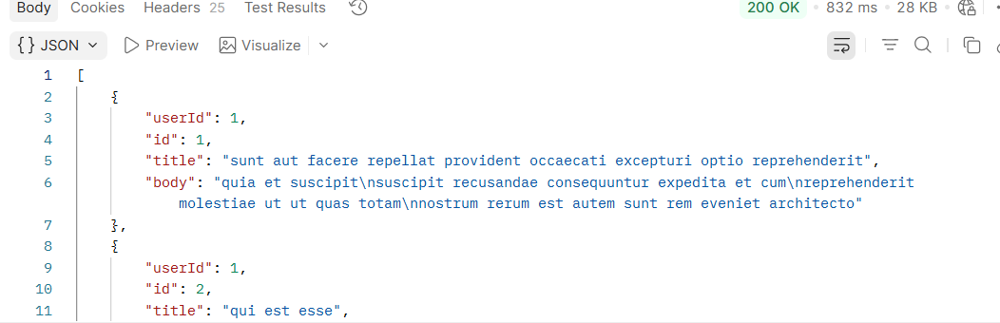 Body Cookies Headers 25 Test Results 200 OK • 832 ms • 28 KB
{} JSON Preview Visualize
1 [
2 {
3 "userId": 1,
4 "id": 1,
5 "title": "sunt aut facere repellat provident occaecati excepturi optio reprehenderit",
6 "body": "quia et suscipit\nsuscipit recusandae consequuntur expedita et cum\nreprehenderit
molestiae ut ut quas totam\nnostrum rerum est autem sunt rem eveniet architecto"
7 },
8 {
9 "userId": 1,
10 "id": 2,
11 "title": "qui est esse",